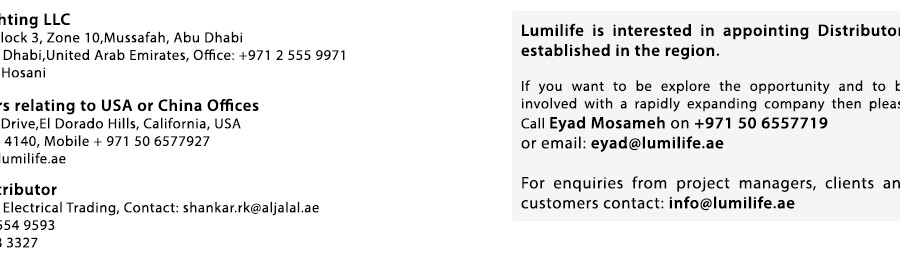 hting LLC
lock 3, Zone 10,Mussafah, Abu Dhabi
Dhabi,United Arab Emirates, Office: +971 2 555 9971
Hosani
rs relating to USA or China Offices
Drive,El Dorado Hills, California, USA
4140, Mobile + 971 50 6577927
lumilife.ae
tributor
Electrical Trading, Contact: shankar.rk@aljalal.ae
554 9593
3 3327
Lumilife is interested in appointing Distributor
established in the region.
If you want to be explore the opportunity and to b
involved with a rapidly expanding company then pleas
Call Eyad Mosameh on +971 50 6557719
or email: eyad@lumilife.ae
For enquiries from project managers, clients an
customers contact: info@lumilife.ae